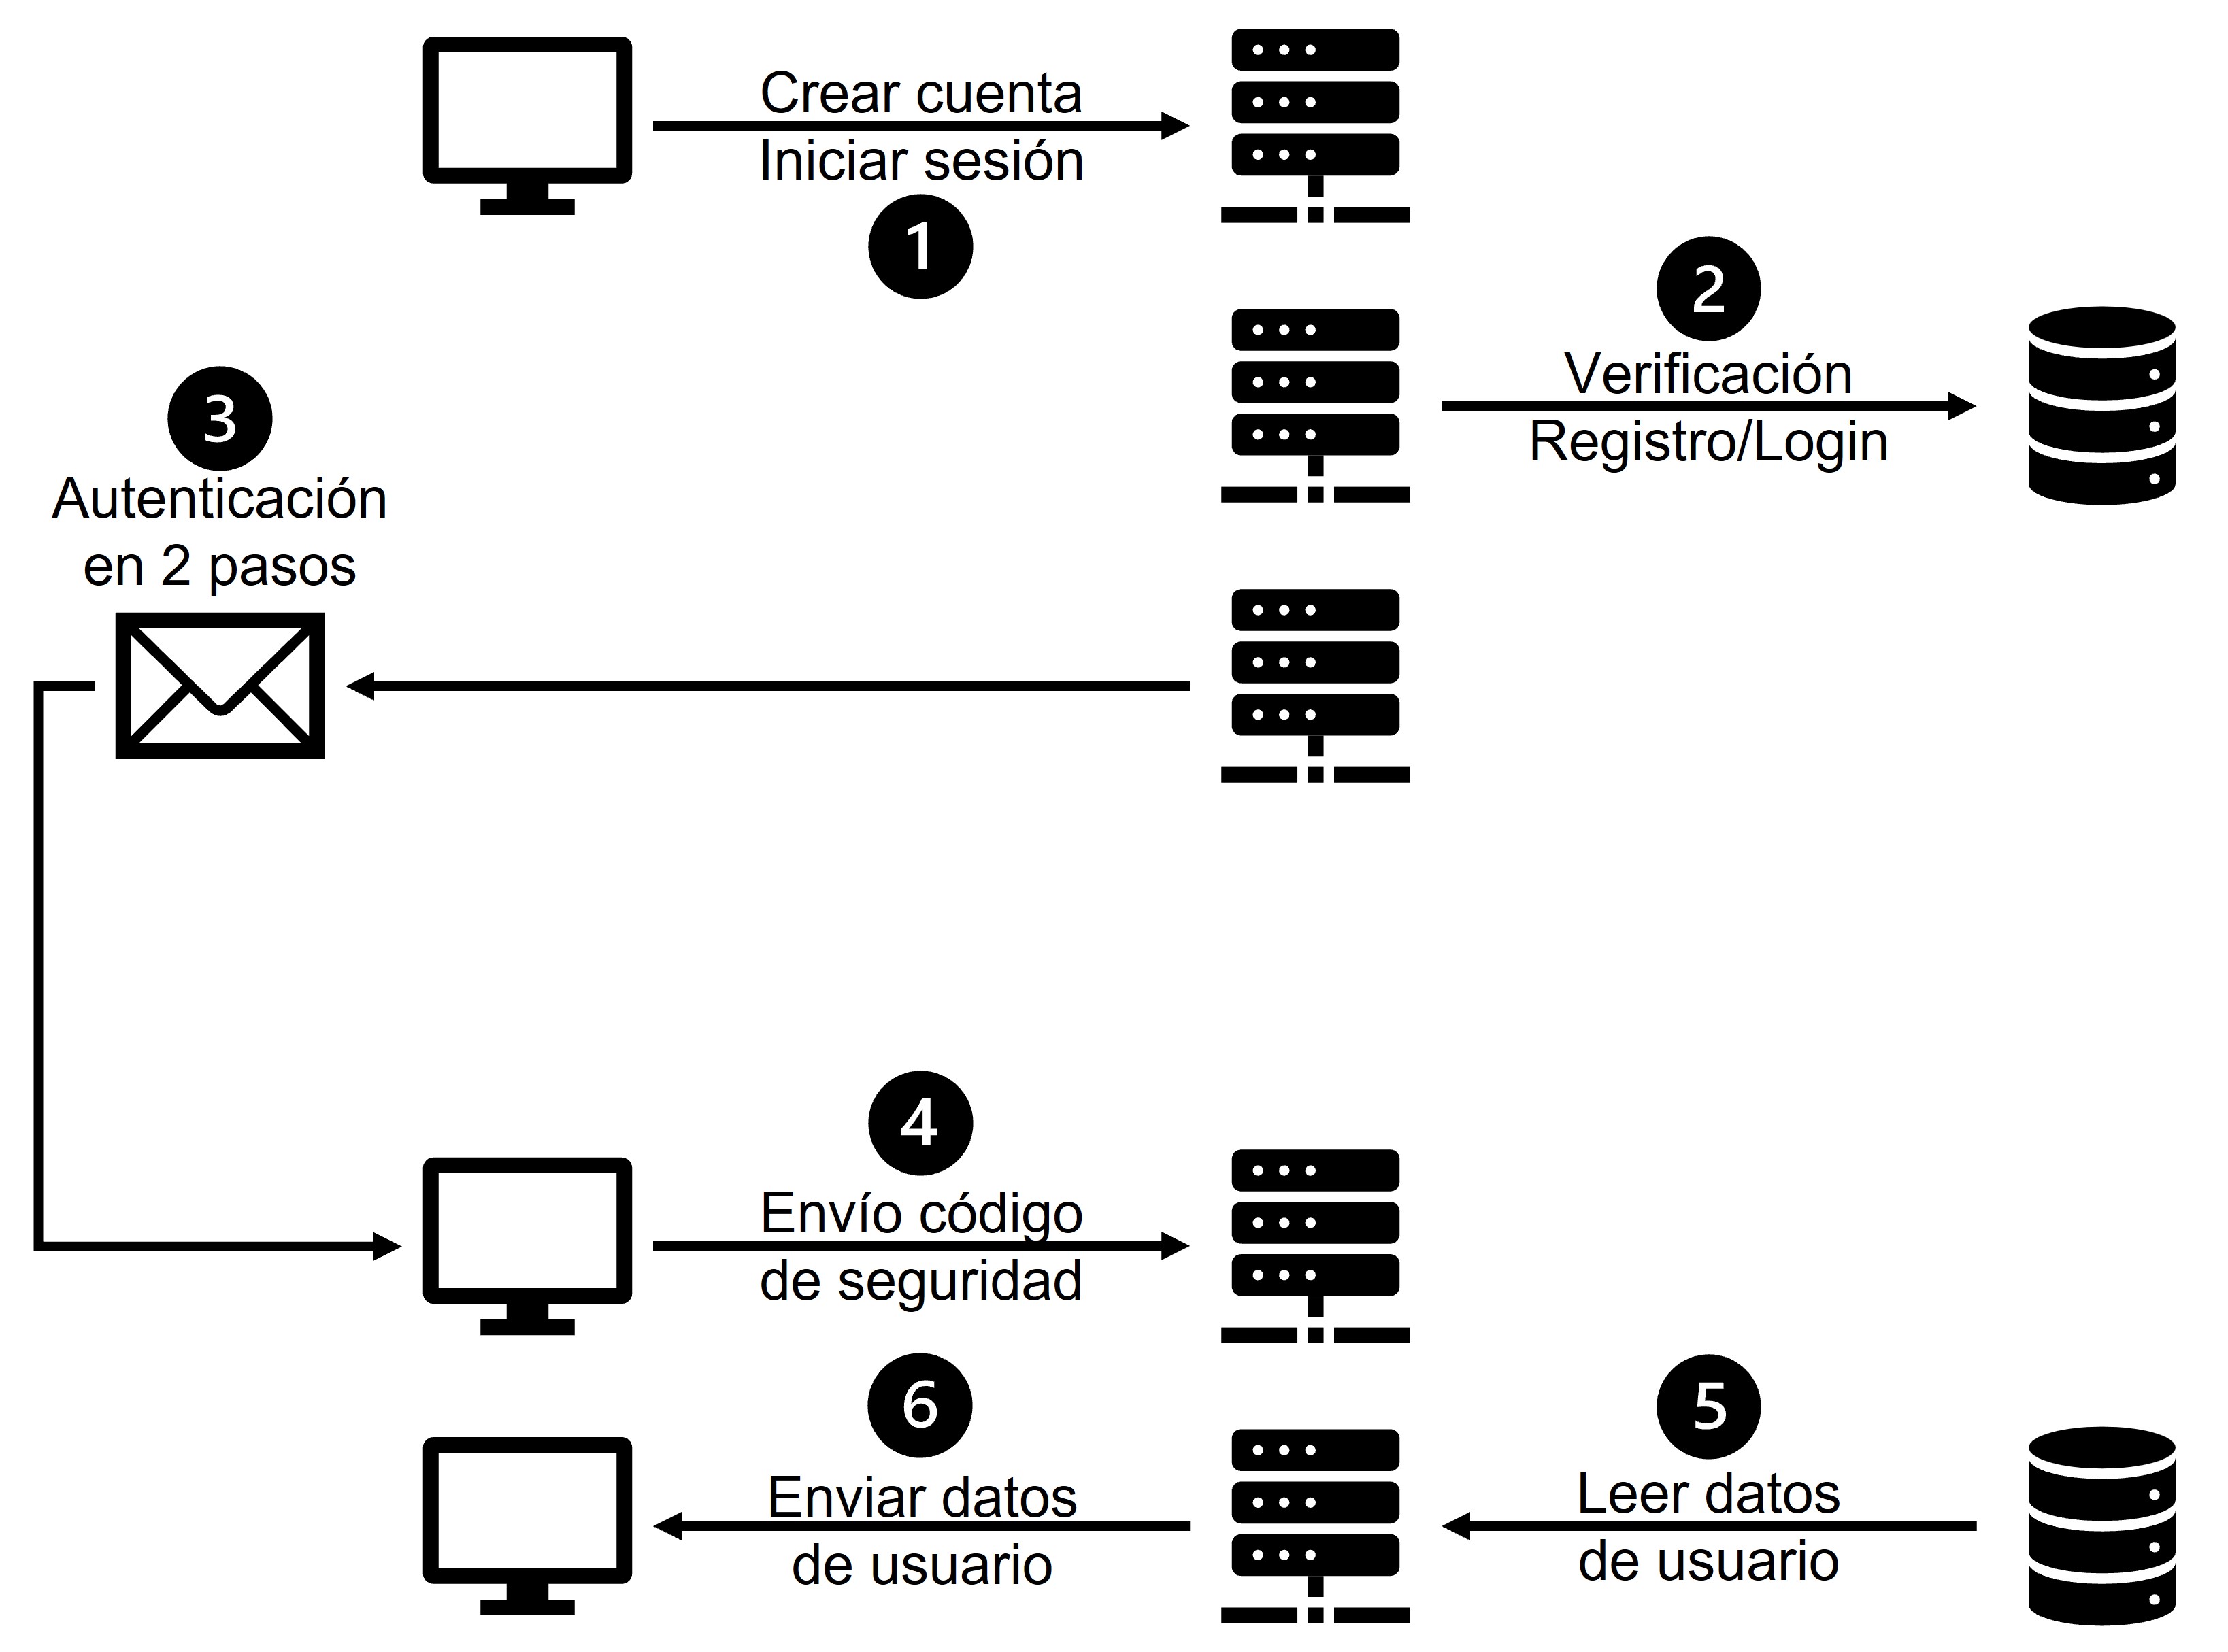 Crear cuenta
Iniciar sesión
1
2
Verificación
Registro/Login
3
Autenticación
en 2 pasos
4
Envío código
de seguridad
6
Enviar datos
de usuario
5
Leer datos
de usuario